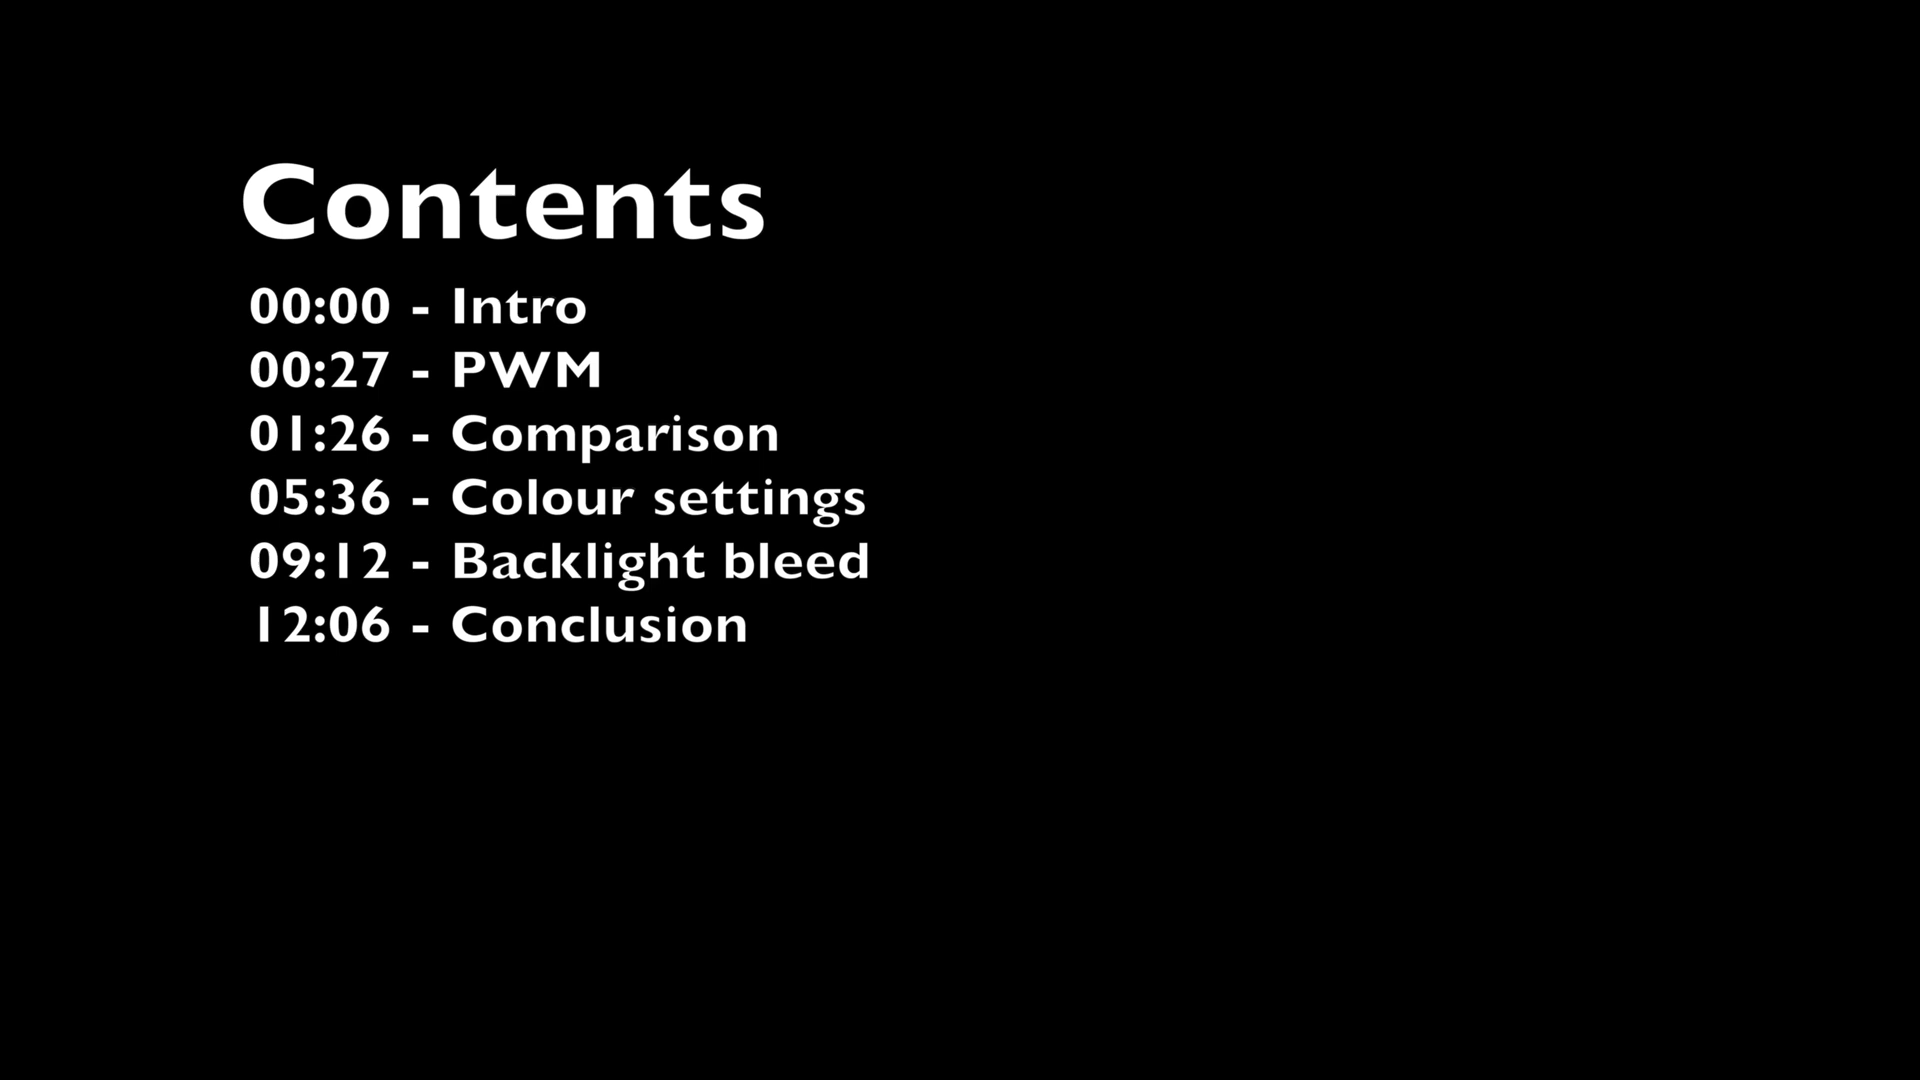 Contents
00:00 - Intro
00:27 - PWM
01:26 - Comparison
05:36 - Colour settings
09:12 - Backlight bleed
12:06 - Conclusion